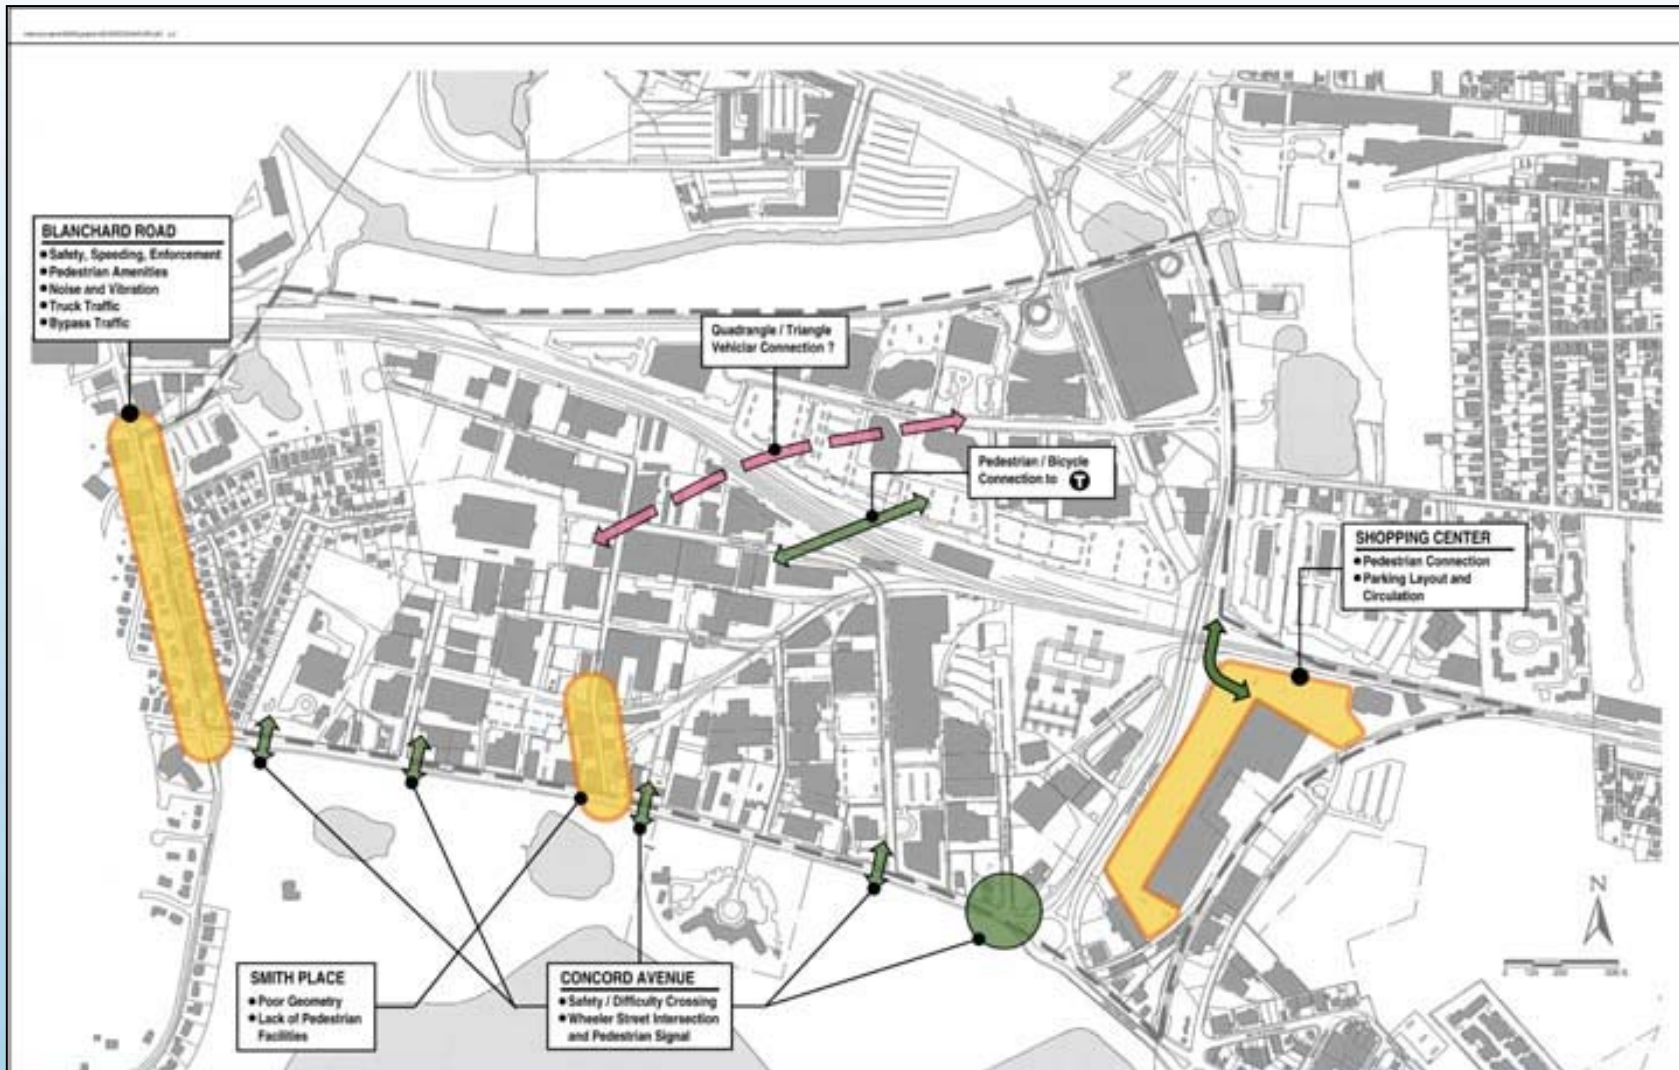 BLANCHARD ROAD
• Safety, Speeding, Enforcement
• Pedestrian Amenities
• Noise and Vibration
• Truck Traffic
• Bypass Traffic
Quadrangle / Triangle
Vehiclar Connection ?
Pedestrian / Bicycle
Connection to T
SHOPPING CENTER
• Pedestrian Connection
• Parking Layout and
Circulation
SMITH PLACE
• Poor Geometry
• Lack of Pedestrian
Facilities
CONCORD AVENUE
• Safety / Difficulty Crossing
• Wheeler Street Intersection
and Pedestrian Signal
N